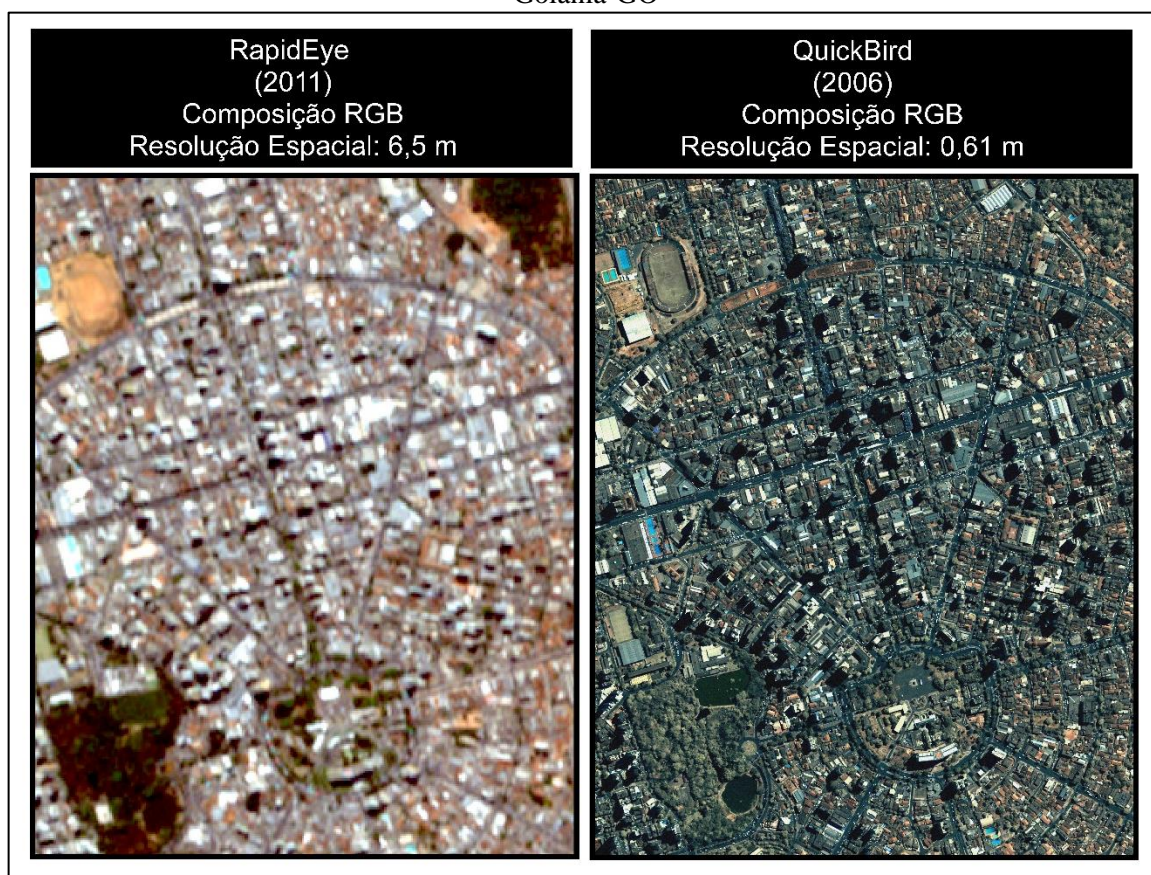 Goiânia-GO
RapidEye
(2011)
Composição RGB
Resolução Espacial: 6,5 m
QuickBird
(2006)
Composição RGB
Resolução Espacial: 0,61 m